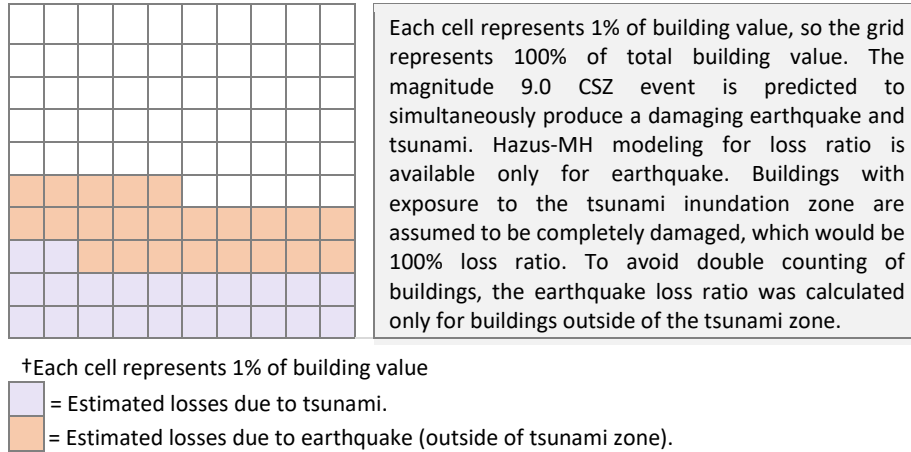 Each cell represents 1% of building value, so the grid
represents 100% of total building value. The
magnitude 9.0 CSZ event is predicted to
simultaneously produce a damaging earthquake and
tsunami. Hazus-MH modeling for loss ratio is
available only for earthquake. Buildings with
exposure to the tsunami inundation zone are
assumed to be completely damaged, which would be
100% loss ratio. To avoid double counting of
buildings, the earthquake loss ratio was calculated
only for buildings outside of the tsunami zone.
†Each cell represents 1% of building value
= Estimated losses due to tsunami.
= Estimated losses due to earthquake (outside of tsunami zone).